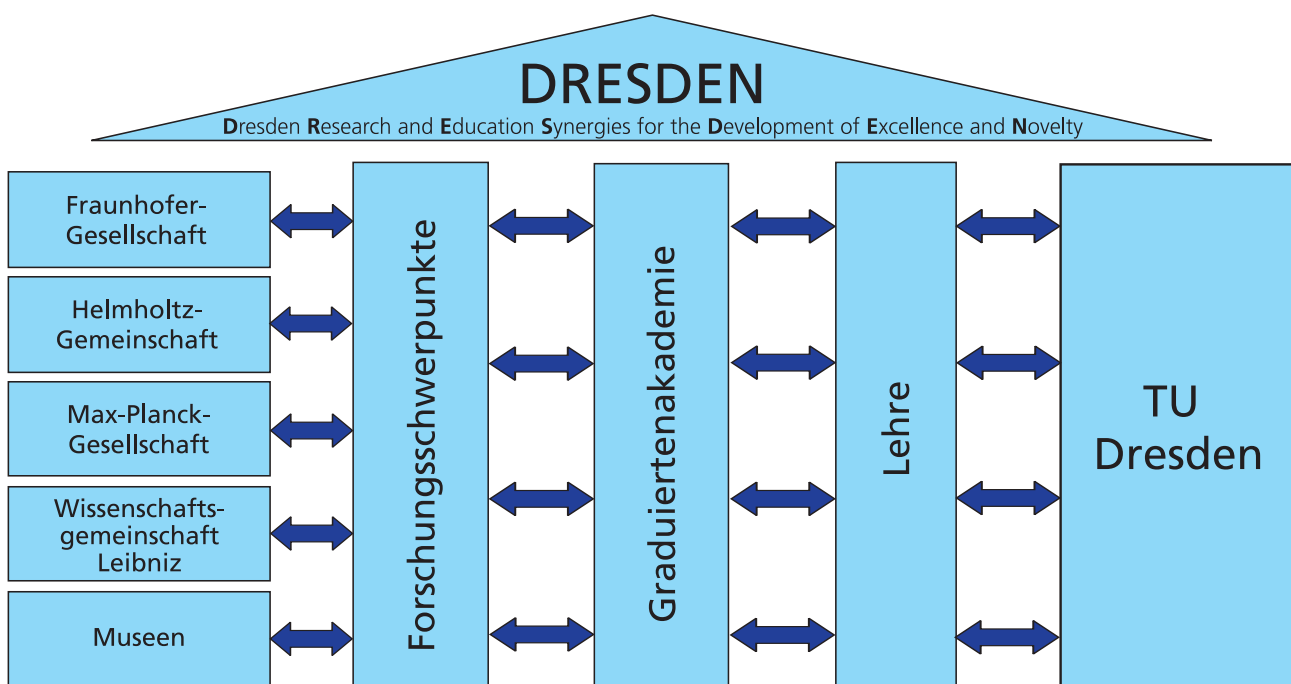 DRESDEN
Dresden Research and Education Synergies for the Development of Excellence and Novelty
Fraunhofer-
Gesellschaft
Helmholtz-
Gemeinschaft
Max-Planck-
Gesellschaft
Wissenschafts-
gemeinschaft
Leibniz
Museen
Forschungsschwerpunkte
Graduiertenakademie
Lehre
TU
Dresden